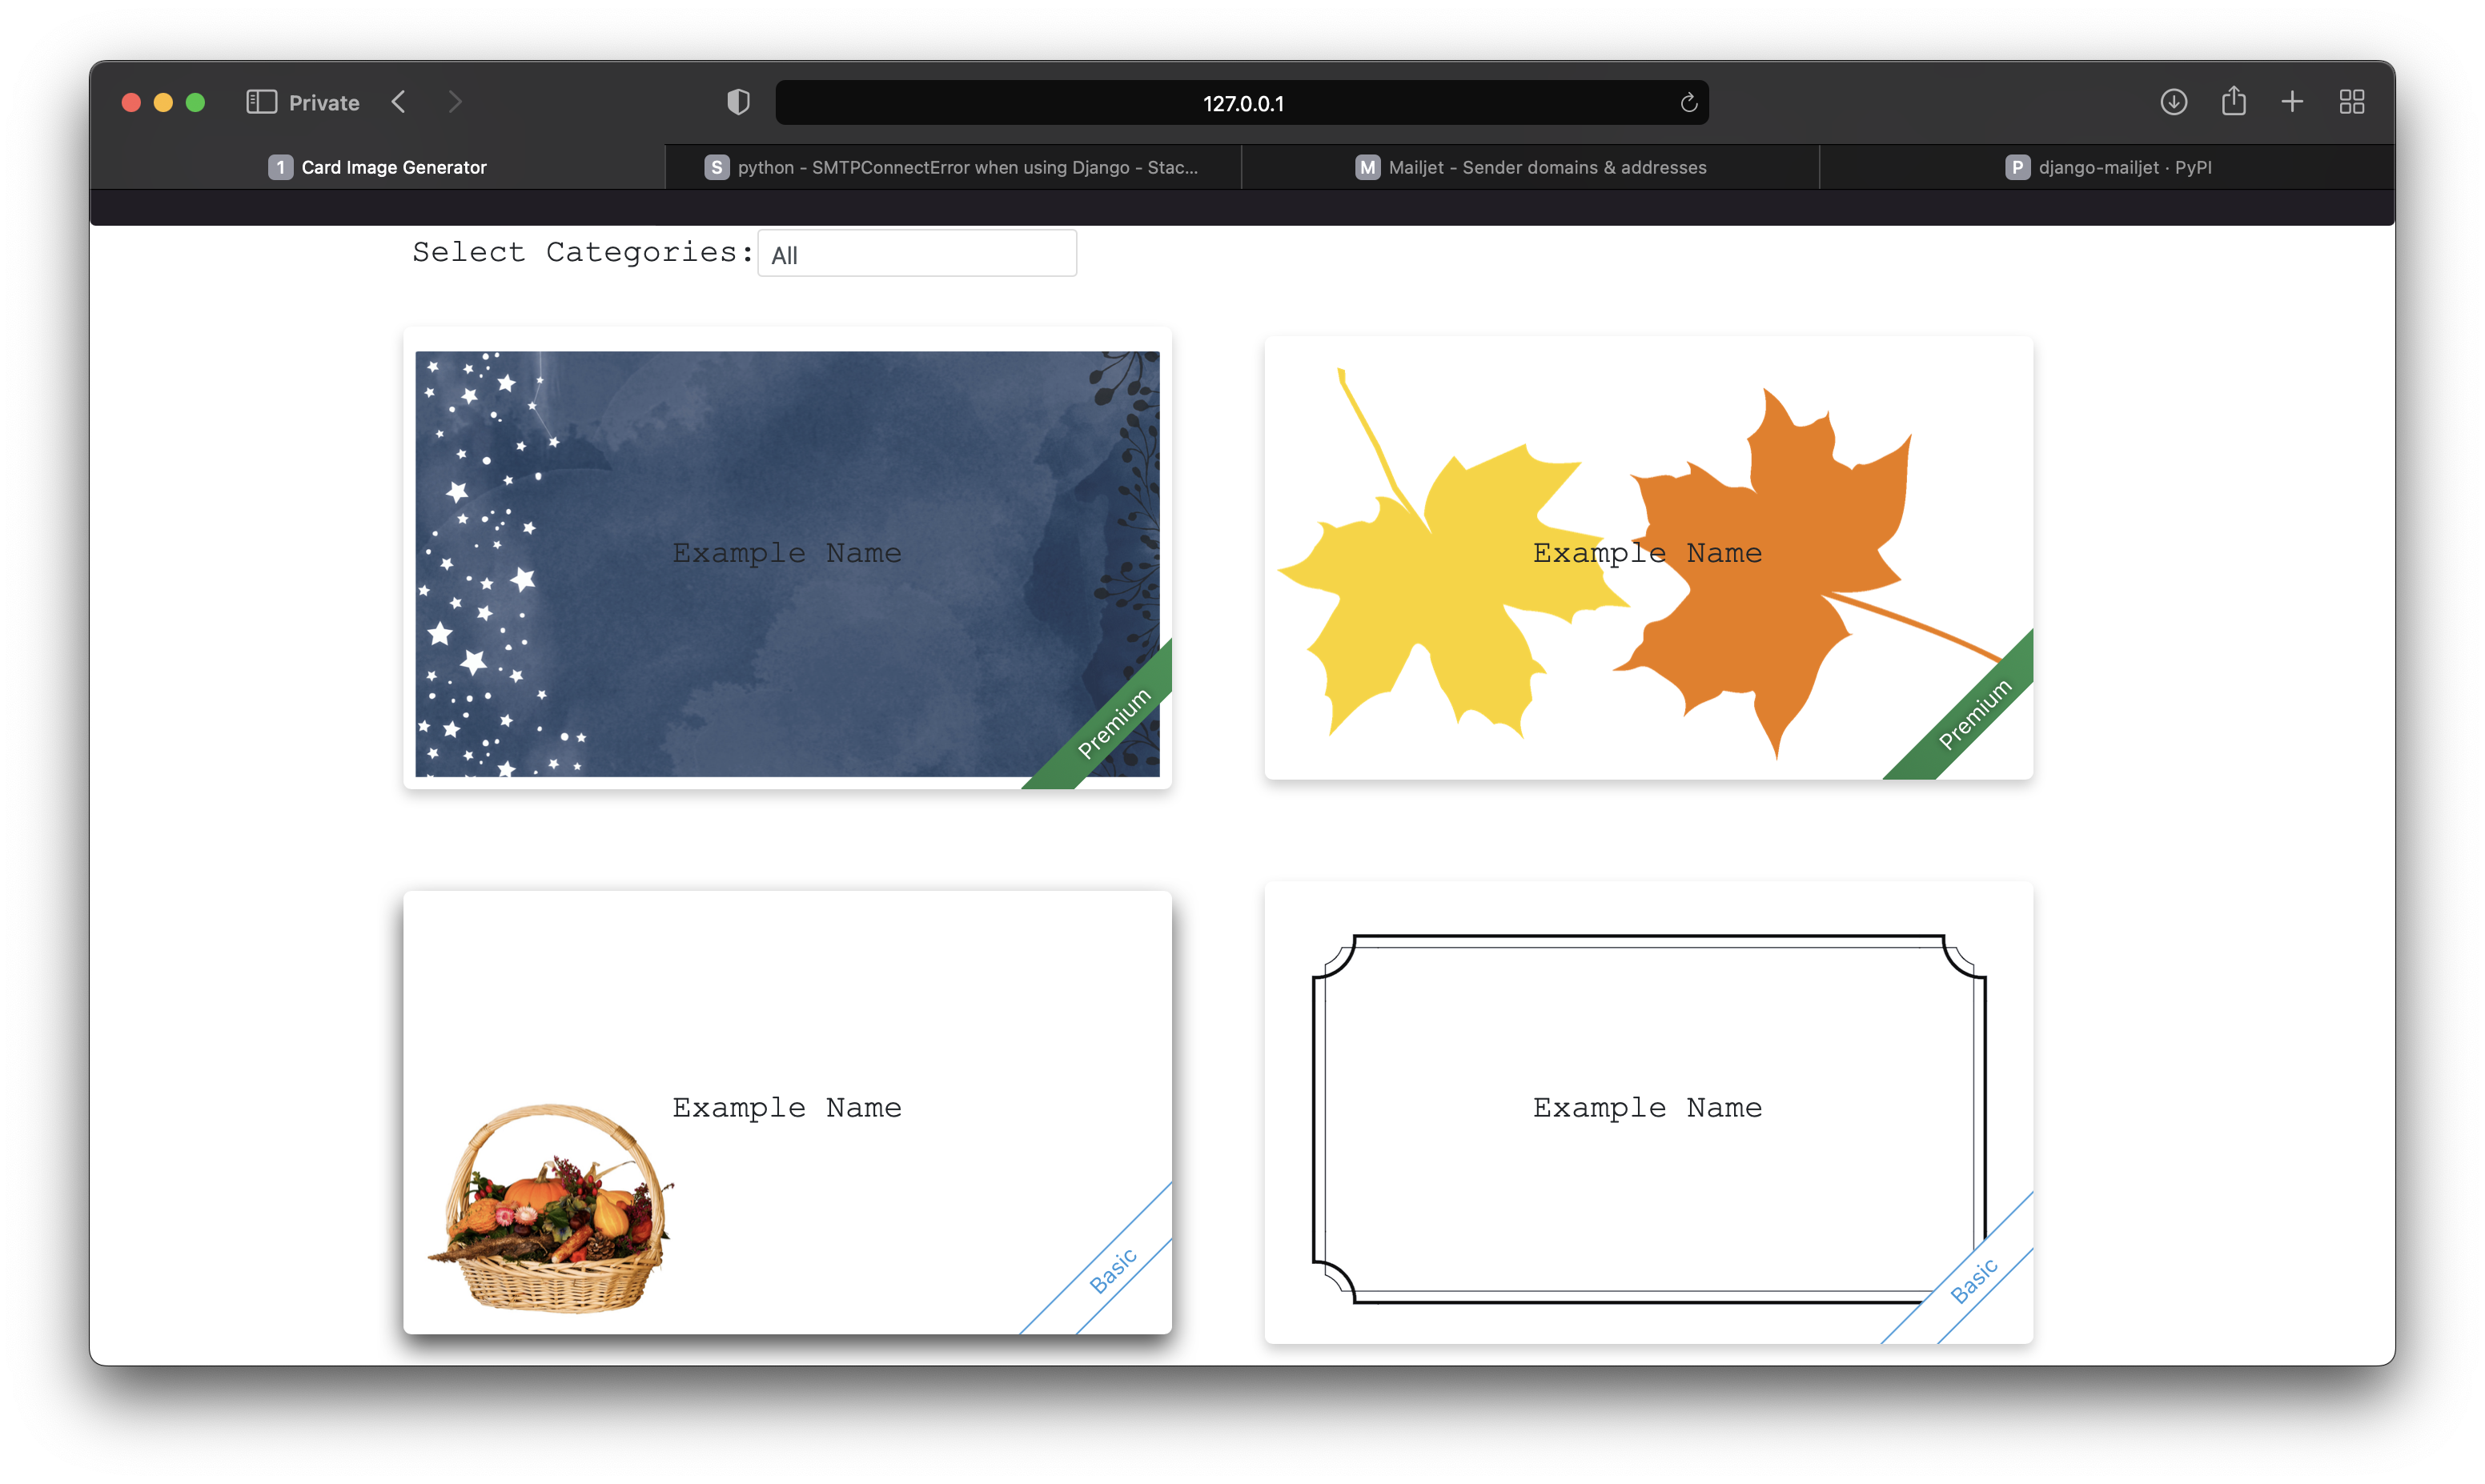 Private
127.0.0.1
1 Card Image Generator
S python - SMTPConnectError when using Django - Stac...
M Mailjet - Sender domains & addresses
P django-mailjet · PyPI
Select Categories: All
Example Name
Premium
Example Name
Premium
Example Name
Basic
Example Name
Basic